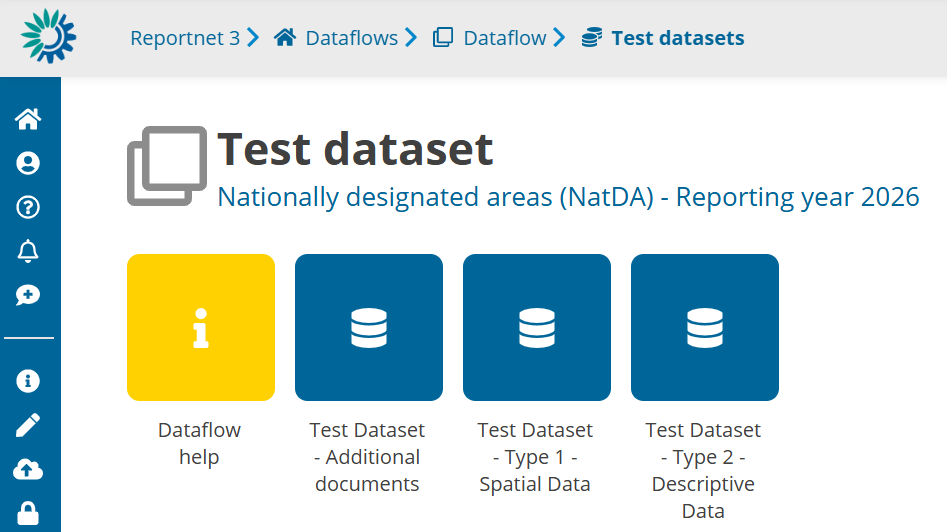 Reportnet 3 Dataflows Dataflow Test datasets
Test dataset
Nationally designated areas (NatDA) - Reporting year 2026
Dataflow
help
Test Dataset
- Additional
documents
Test Dataset
- Type 1 -
Spatial Data
Test Dataset
- Type 2 -
Descriptive
Data